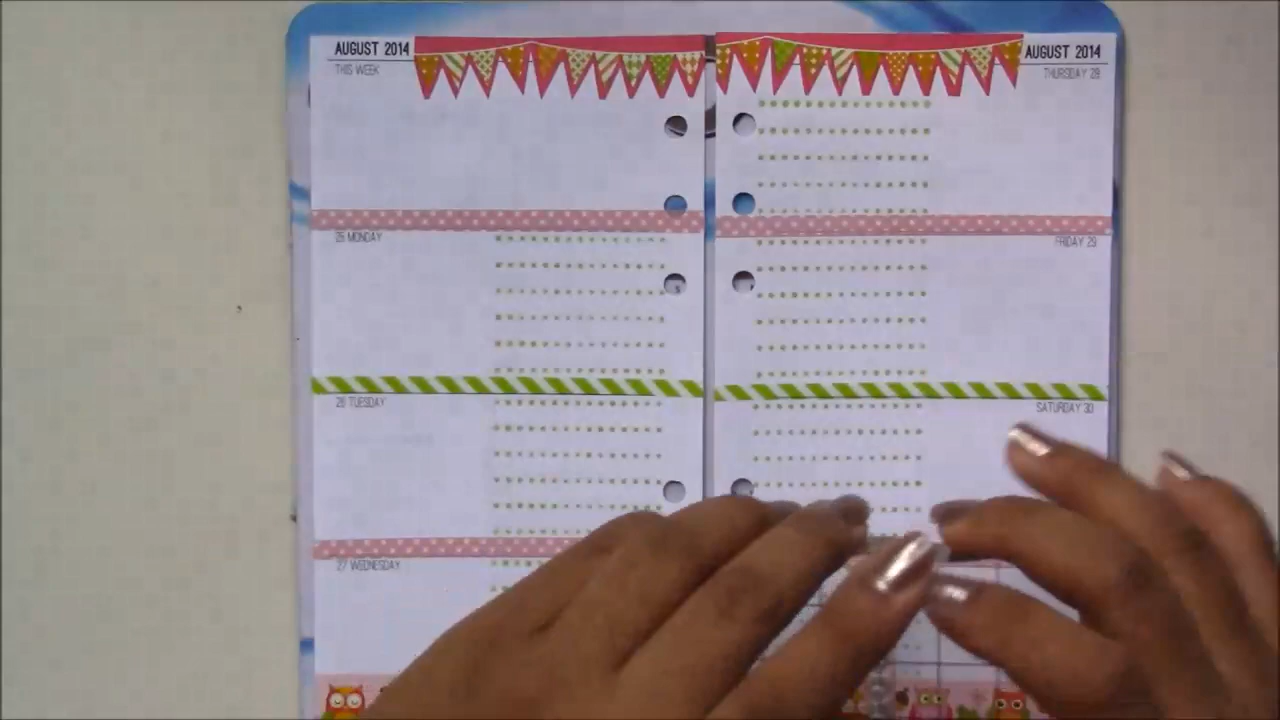 AUGUST 2014
THIS WEEK
25 MONDAY
26 TUESDAY
27 WEDNESDAY
AUGUST 2014
THURSDAY 28
FRIDAY 29
SATURDAY 30